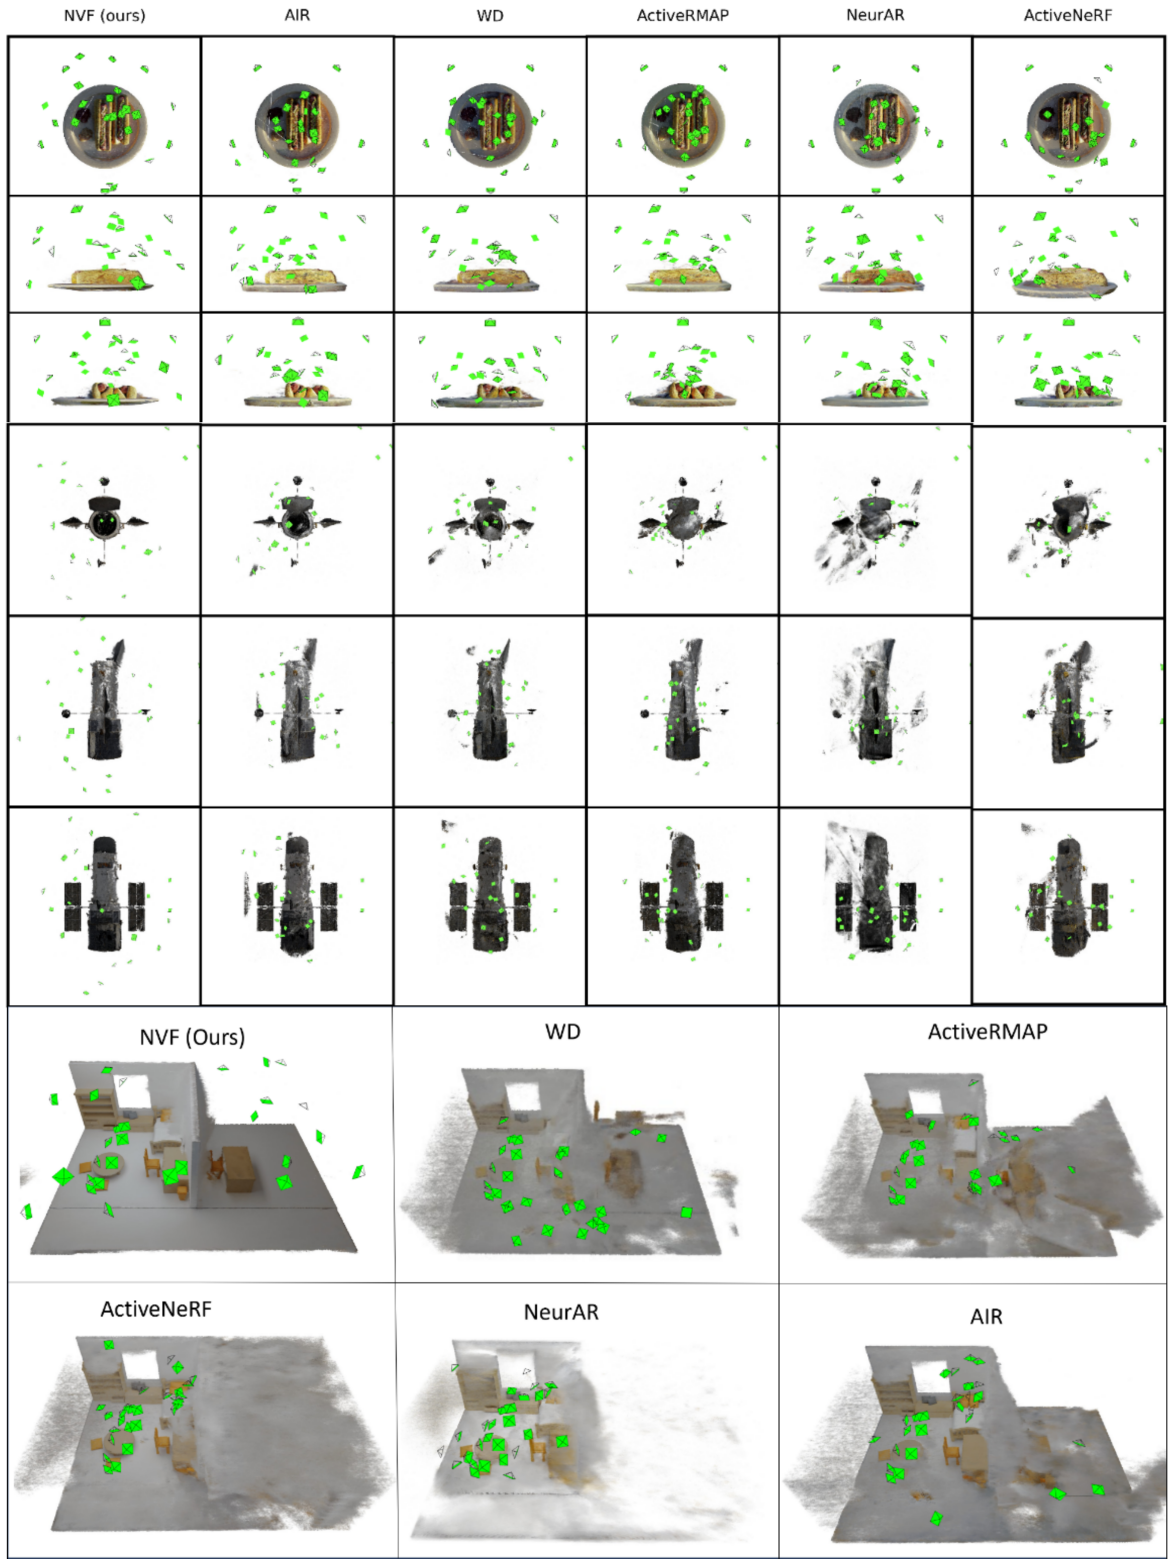 NVF (ours) AIR WD ActiveRMAP NeurAR ActiveNeRF
NVF (Ours) WD ActiveRMAP
ActiveNeRF NeurAR AIR